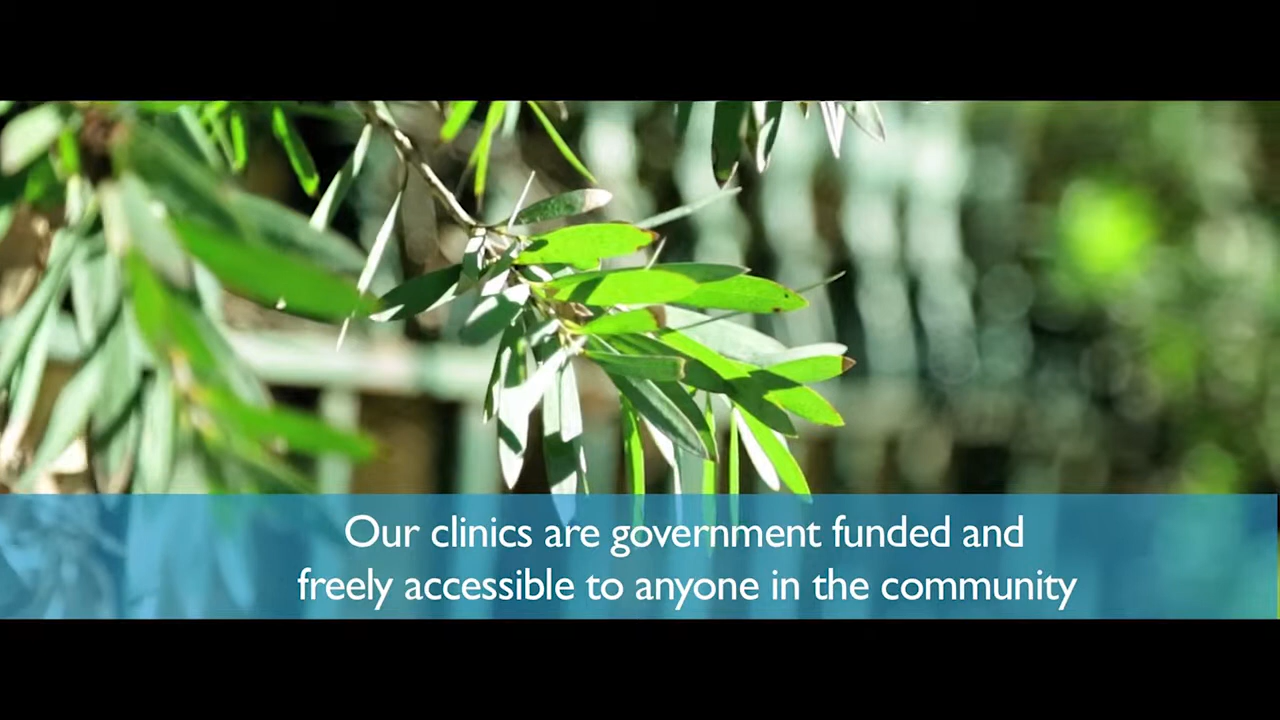 Our clinics are government funded and
freely accessible to anyone in the community